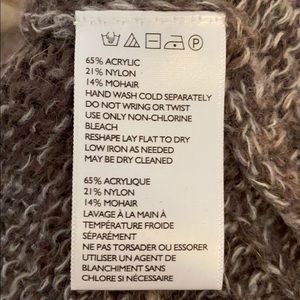 65% ACRYLIC
21% NYLON
14% MOHAIR
HAND WASH COLD SEPARATELY
DO NOT WRING OR TWIST
USE ONLY NON-CHLORINE
BLEACH
RESHAPE LAY FLAT TO DRY
LOW IRON AS NEEDED
MAY BE DRY CLEANED
65% ACRYLIQUE
21% NYLON
14% MOHAIR
LAVAGE À LA MAIN À
TEMPÉRATURE FROIDE
SÉPARÉMENT
NE PAS TORSADER OU ESSORER
UTILISER UN AGENT DE
BLANCHIMENT SANS
CHLORE SI NÉCESSAIRE